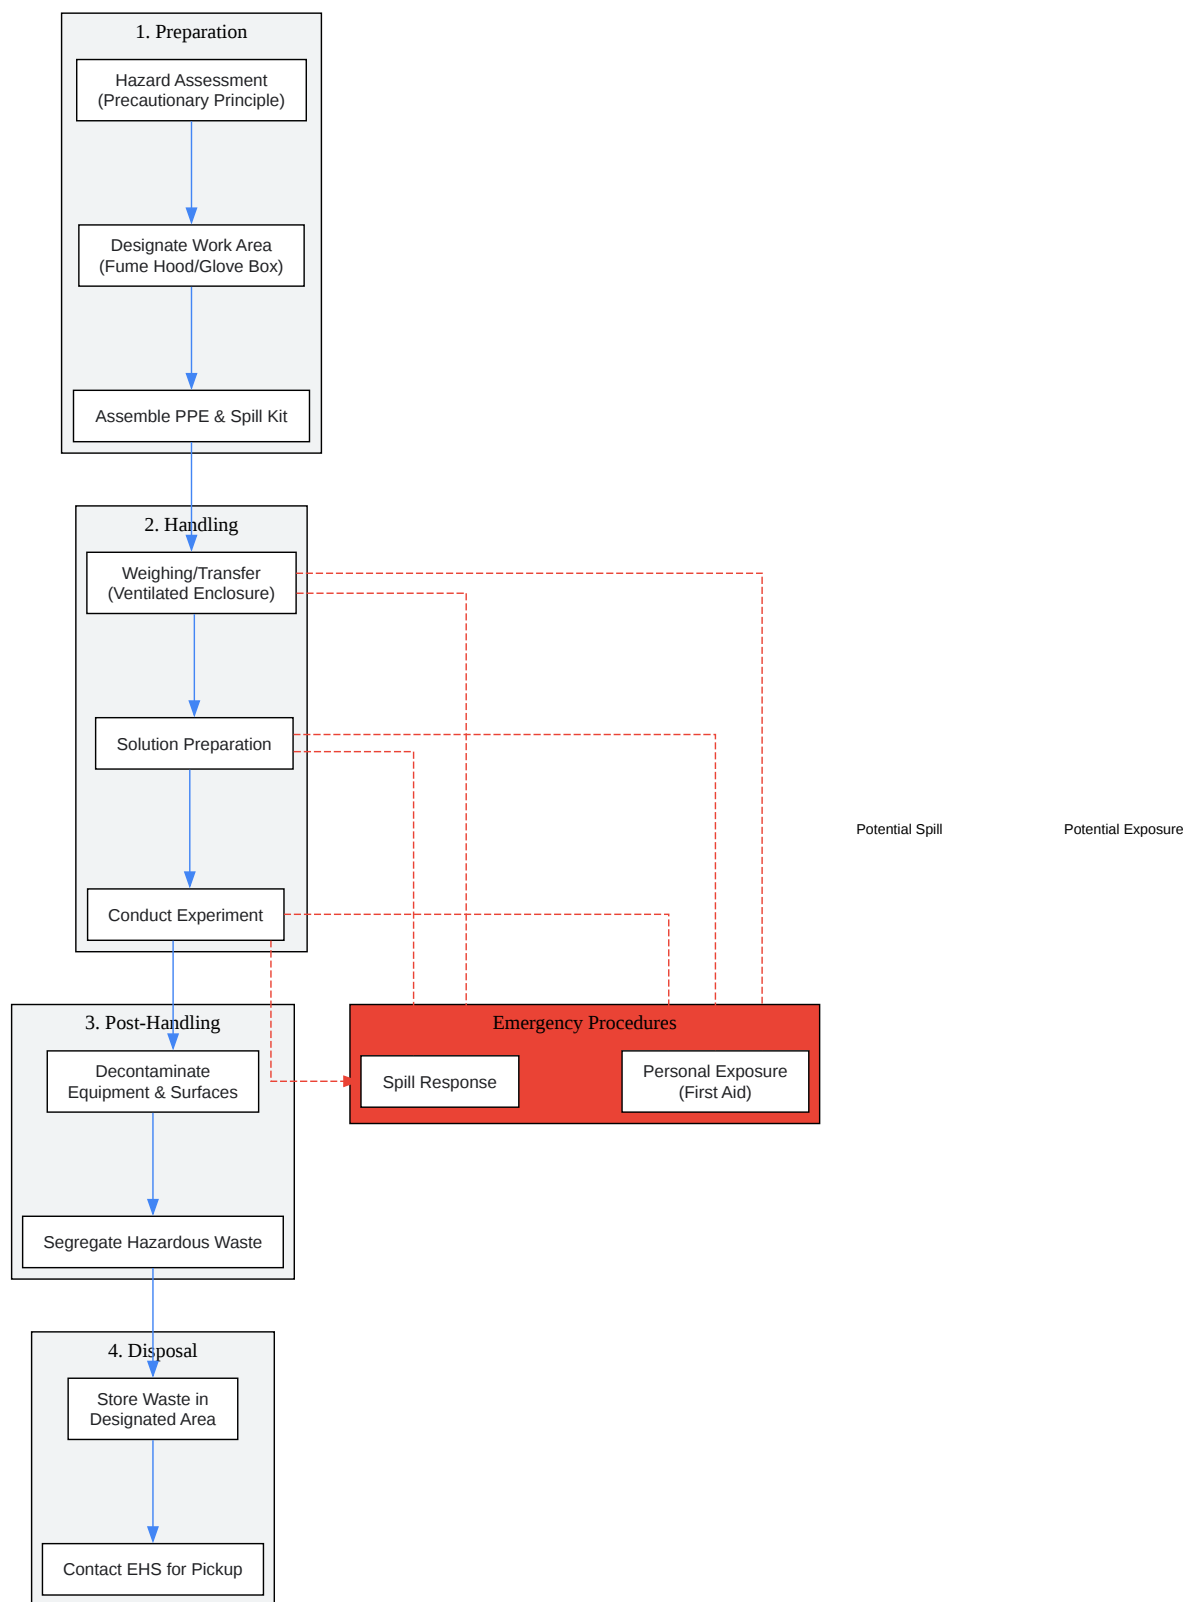 1. Preparation
Hazard Assessment
(Precautionary Principle)
Designate Work Area
(Fume Hood/Glove Box)
Assemble PPE & Spill Kit
2. Handling
Weighing/Transfer
(Ventilated Enclosure)
Solution Preparation
Potential Spill
Potential Exposure
Conduct Experiment
3. Post-Handling
Decontaminate
Equipment & Surfaces
Emergency Procedures
Spill Response
Personal Exposure
(First Aid)
Segregate Hazardous Waste
4. Disposal
Store Waste in
Designated Area
Contact EHS for Pickup